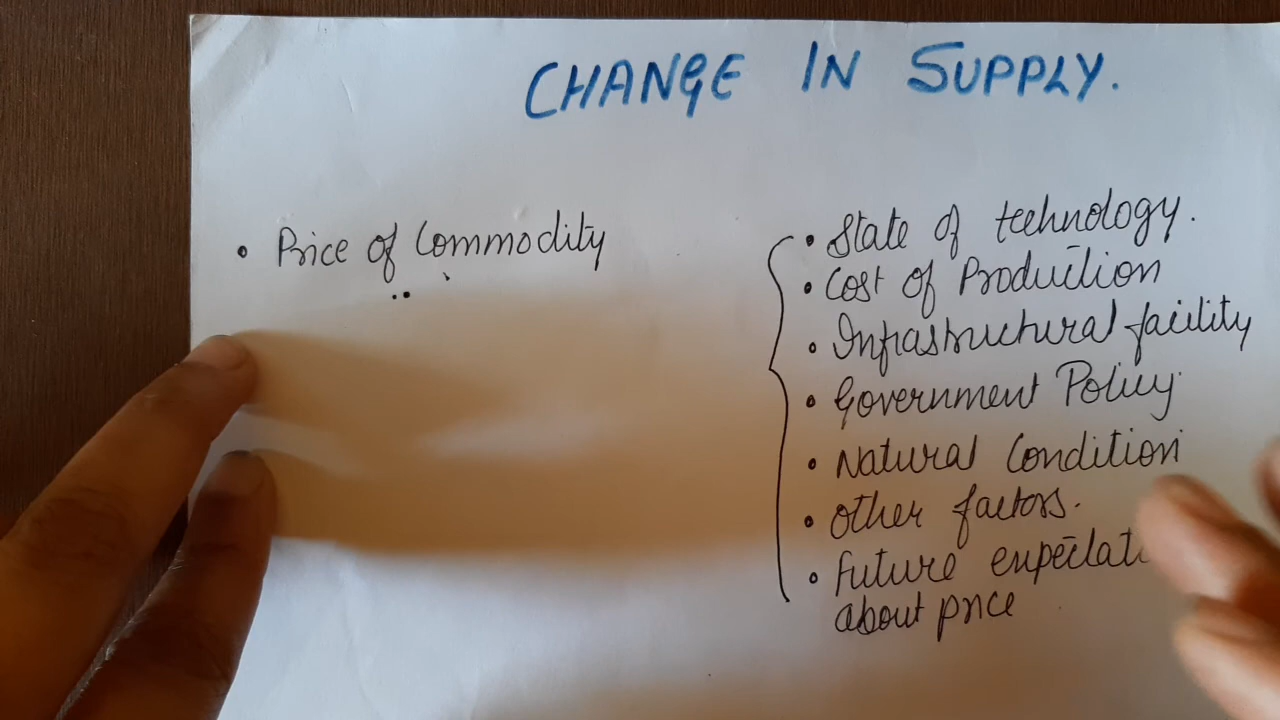 CHANGE IN SUPPLY.
• Price of Commodity
• State of technology.
• Cost of Production
• Infrastructural facility
• Government Policy
• Natural Condition
• other factors.
• Future
about price